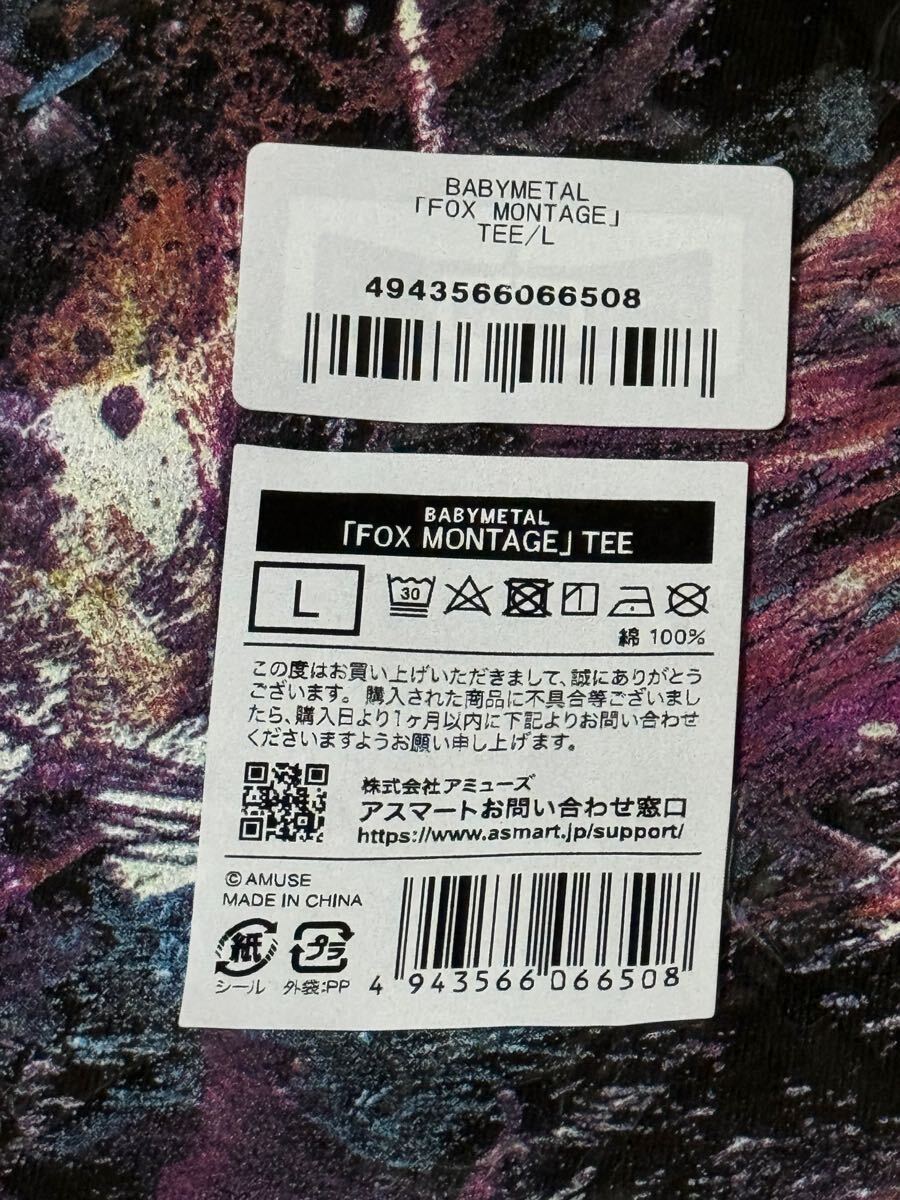 BABYMETAL
「FOX MONTAGE」
TEE/L
4943566066508
BABYMETAL
「FOX MONTAGE」TEE
L
30
綿 100%
この度はお買い上げいただきまして、誠にありがとう
ございます。購入された商品に不具合等ございまし
たら、購入日より1ヶ月以内に下記よりお問い合わせ
くださいますようお願い申し上げます。
株式会社アミューズ
アスマートお問い合わせ窓口
https://www.asmart.jp/support/
© AMUSE
MADE IN CHINA
紙 プラ
シール 外袋:PP
4 943566 066508